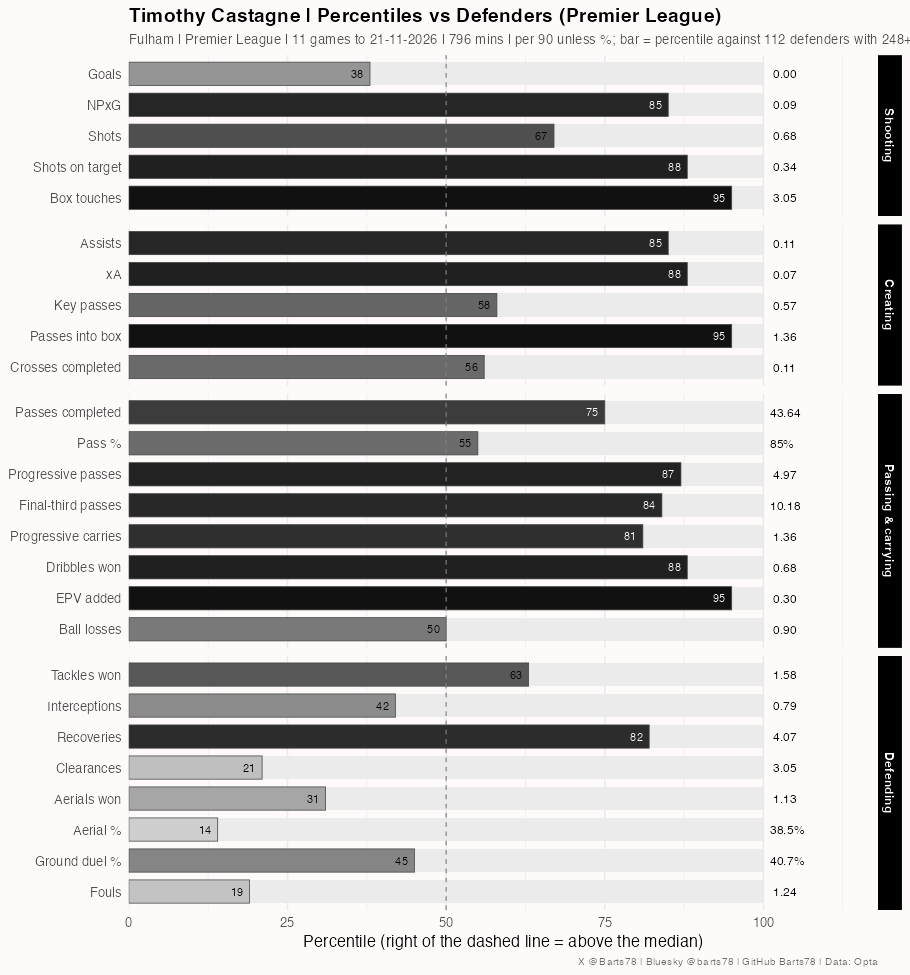 Timothy Castagne | Percentiles vs Defenders (Premier League)
Fulham | Premier League | 11 games to 21-11-2026 | 796 mins | per 90 unless %; bar = percentile against 112 defenders with 248+
Shooting
Goals 38 0.00
NPxG 85 0.09
Shots 67 0.68
Shots on target 88 0.34
Box touches 95 3.05
Creating
Assists 85 0.11
xA 88 0.07
Key passes 58 0.57
Passes into box 95 1.36
Crosses completed 56 0.11
Passing & carrying
Passes completed 75 43.64
Pass % 55 85%
Progressive passes 87 4.97
Final-third passes 84 10.18
Progressive carries 81 1.36
Dribbles won 88 0.68
EPV added 95 0.30
Ball losses 50 0.90
Defending
Tackles won 63 1.58
Interceptions 42 0.79
Recoveries 82 4.07
Clearances 21 3.05
Aerials won 31 1.13
Aerial % 14 38.5%
Ground duel % 45 40.7%
Fouls 19 1.24
0 25 50 75 100
Percentile (right of the dashed line = above the median)
X @Barts78 | Bluesky @barts78 | GitHub Barts78 | Data: Opta